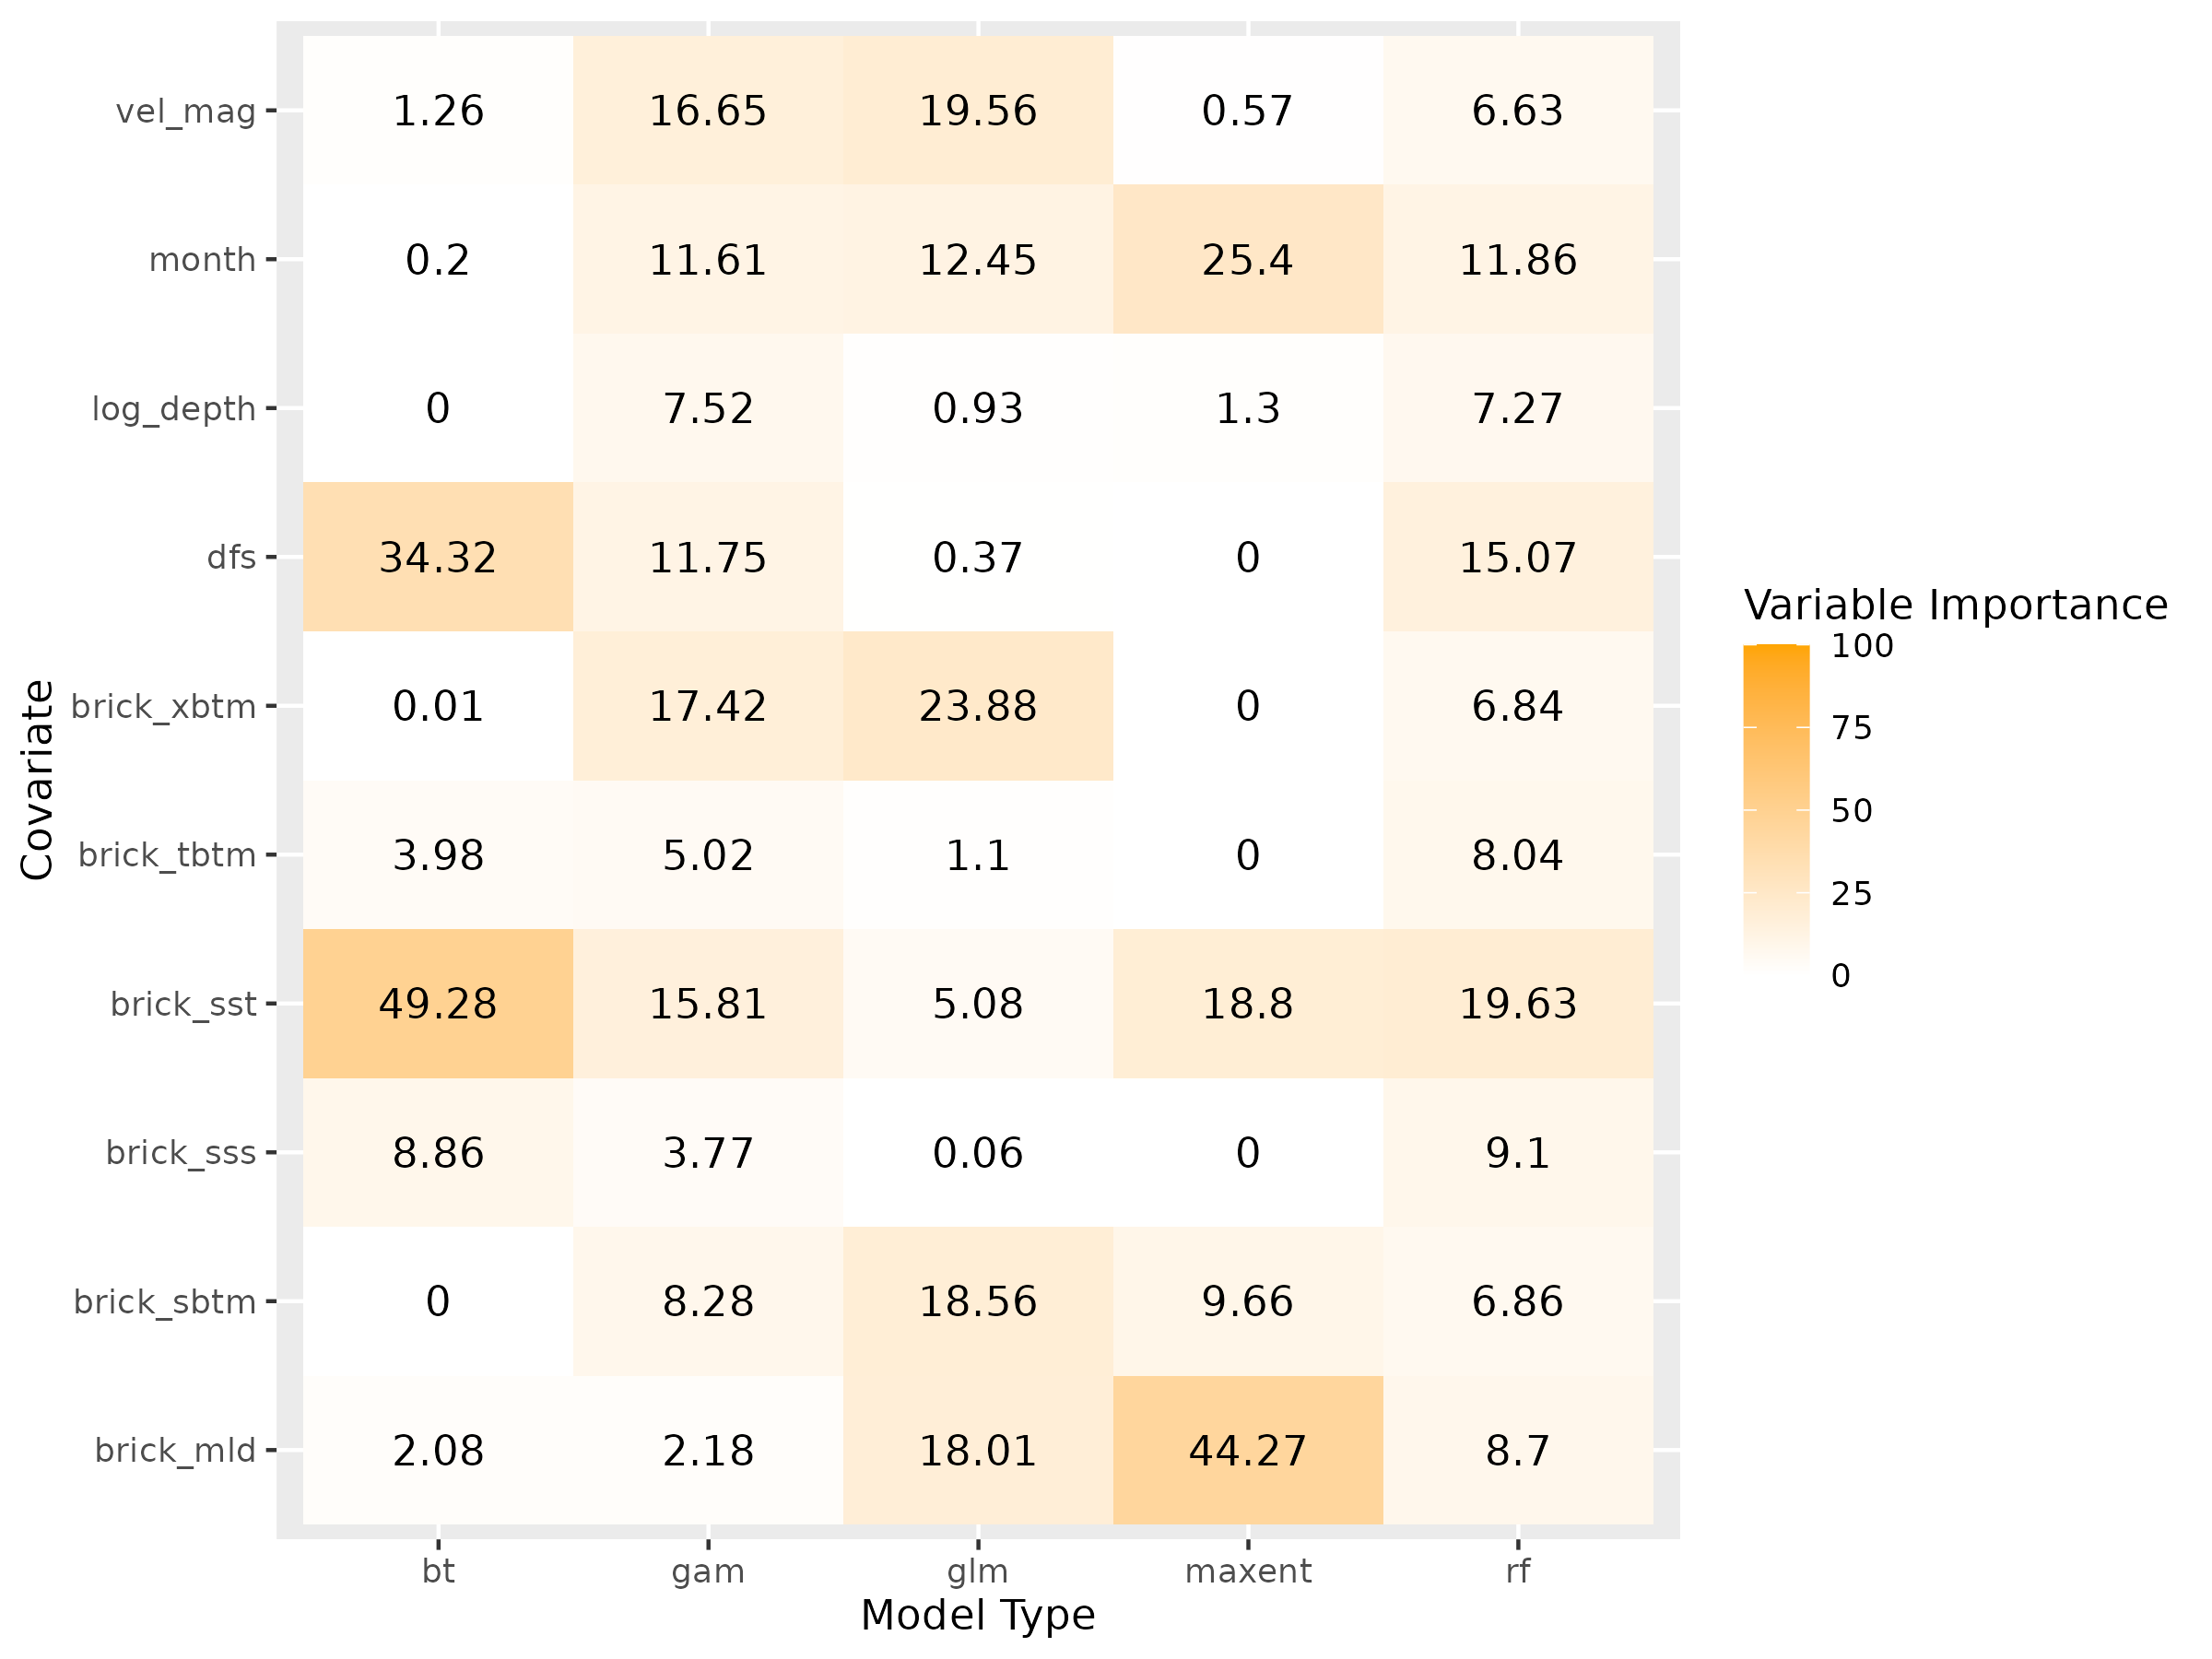 vel_mag 1.26 16.65 19.56 0.57 6.63
month 0.2 11.61 12.45 25.4 11.86
log_depth 0 7.52 0.93 1.3 7.27
dfs 34.32 11.75 0.37 0 15.07
brick_xbtm 0.01 17.42 23.88 0 6.84
brick_tbtm 3.98 5.02 1.1 0 8.04
brick_sst 49.28 15.81 5.08 18.8 19.63
brick_sss 8.86 3.77 0.06 0 9.1
brick_sbtm 0 8.28 18.56 9.66 6.86
brick_mld 2.08 2.18 18.01 44.27 8.7
bt gam glm maxent rf
Model Type
Covariate
Variable Importance
100
75
50
25
0